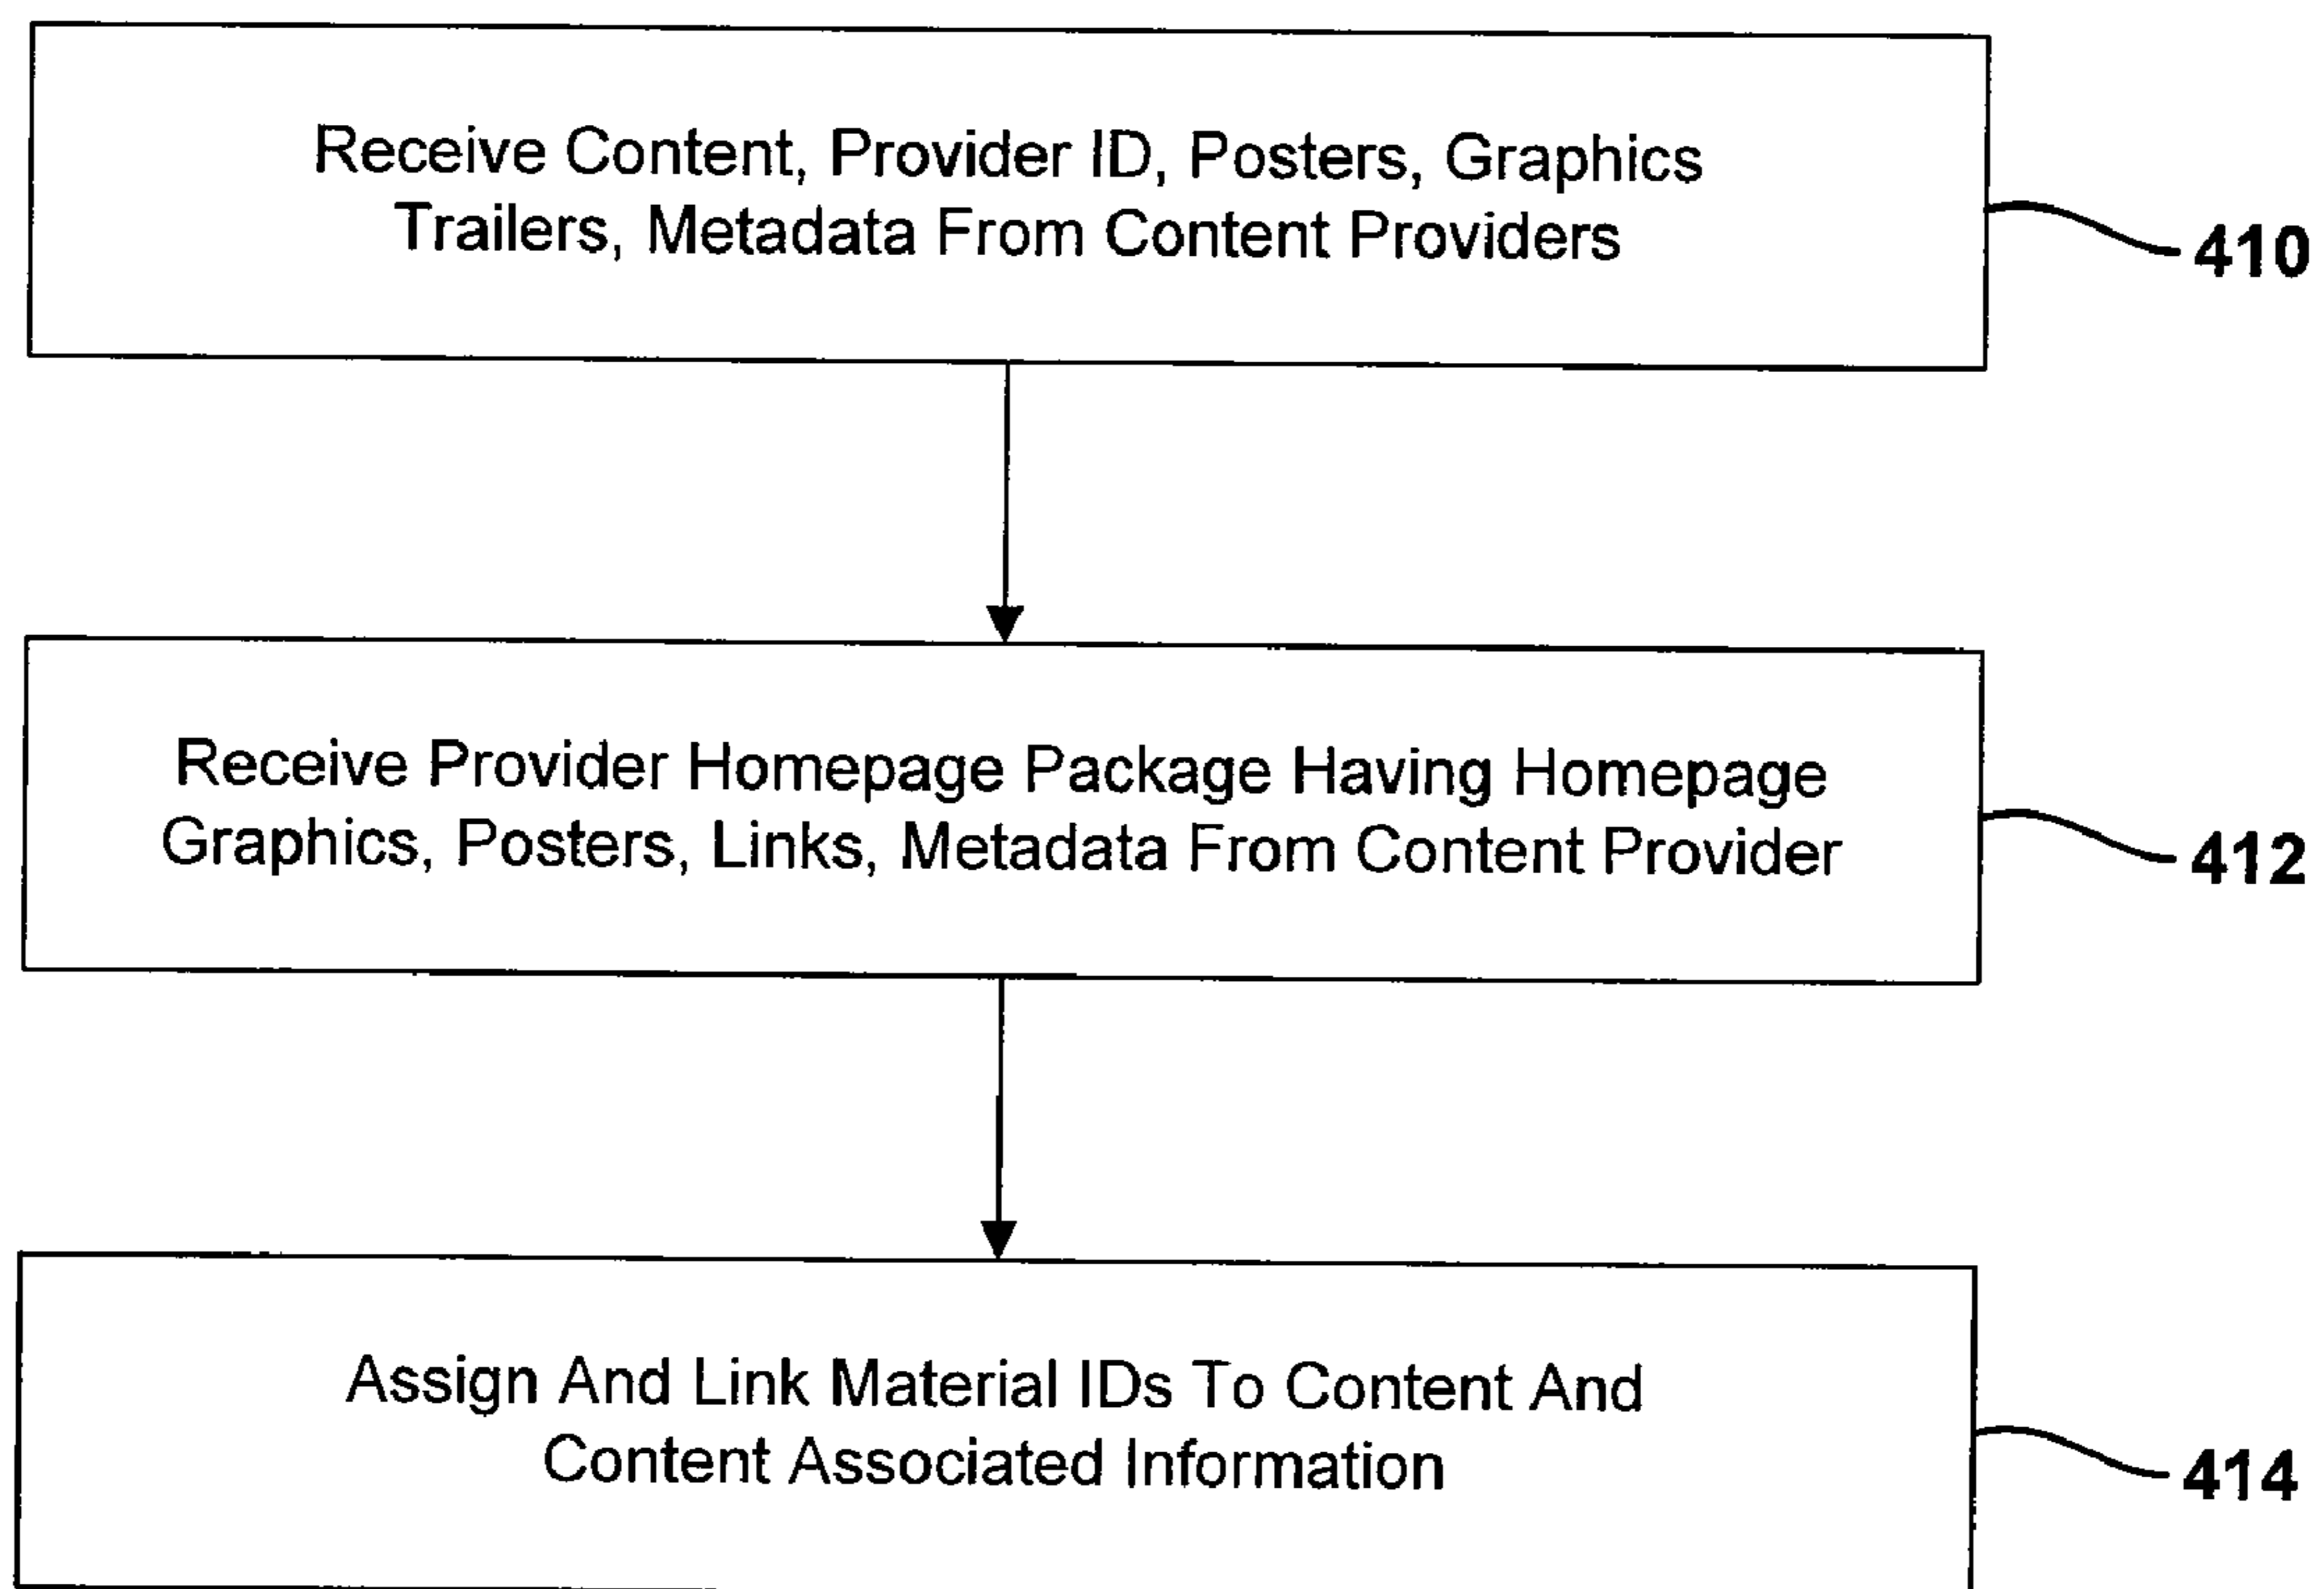 Receive Content, Provider ID, Posters, Graphics
Trailers, Metadata From Content Providers
410
Receive Provider Homepage Package Having Homepage
Graphics, Posters, Links, Metadata From Content Provider
412
Assign And Link Material IDs To Content And
Content Associated Information
414